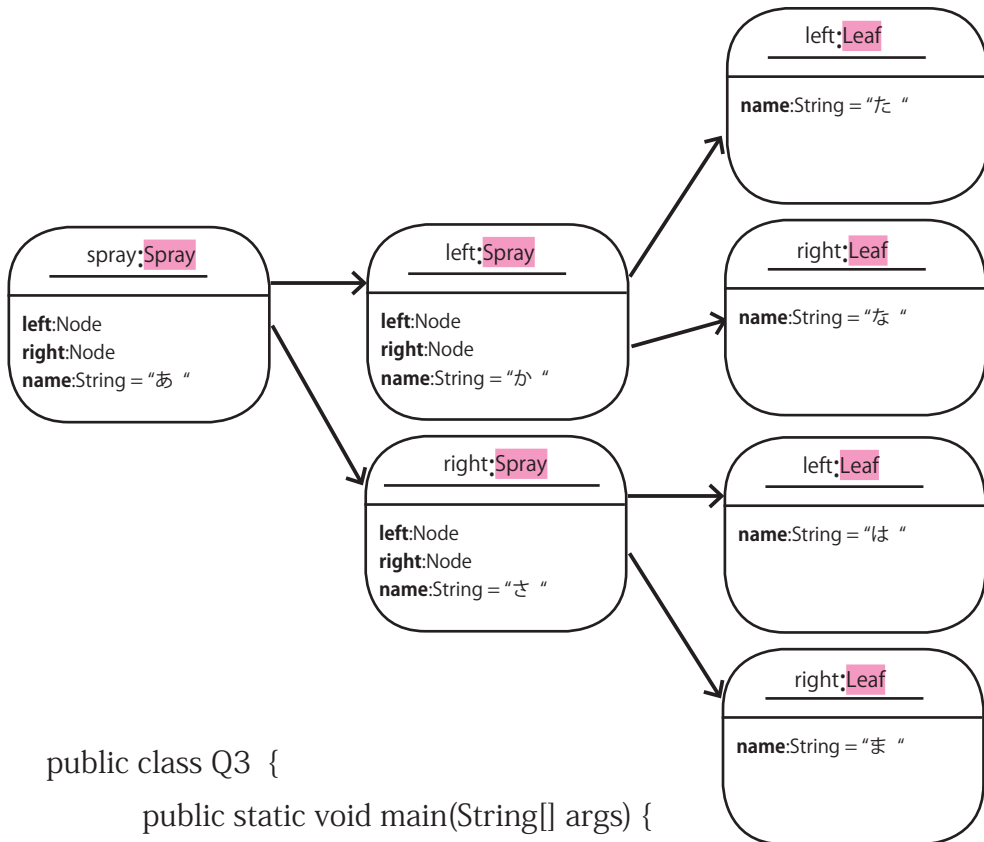 left:Leaf
name:String = “た “
right:Leaf
name:String = “な “
spray:Spray
left:Node
right:Node
name:String = “あ “
left:Spray
left:Node
right:Node
name:String = “か “
right:Spray
left:Node
right:Node
name:String = “さ “
left:Leaf
name:String = “は “
right:Leaf
name:String = “ま “
public class Q3 {
public static void main(String[] args) {